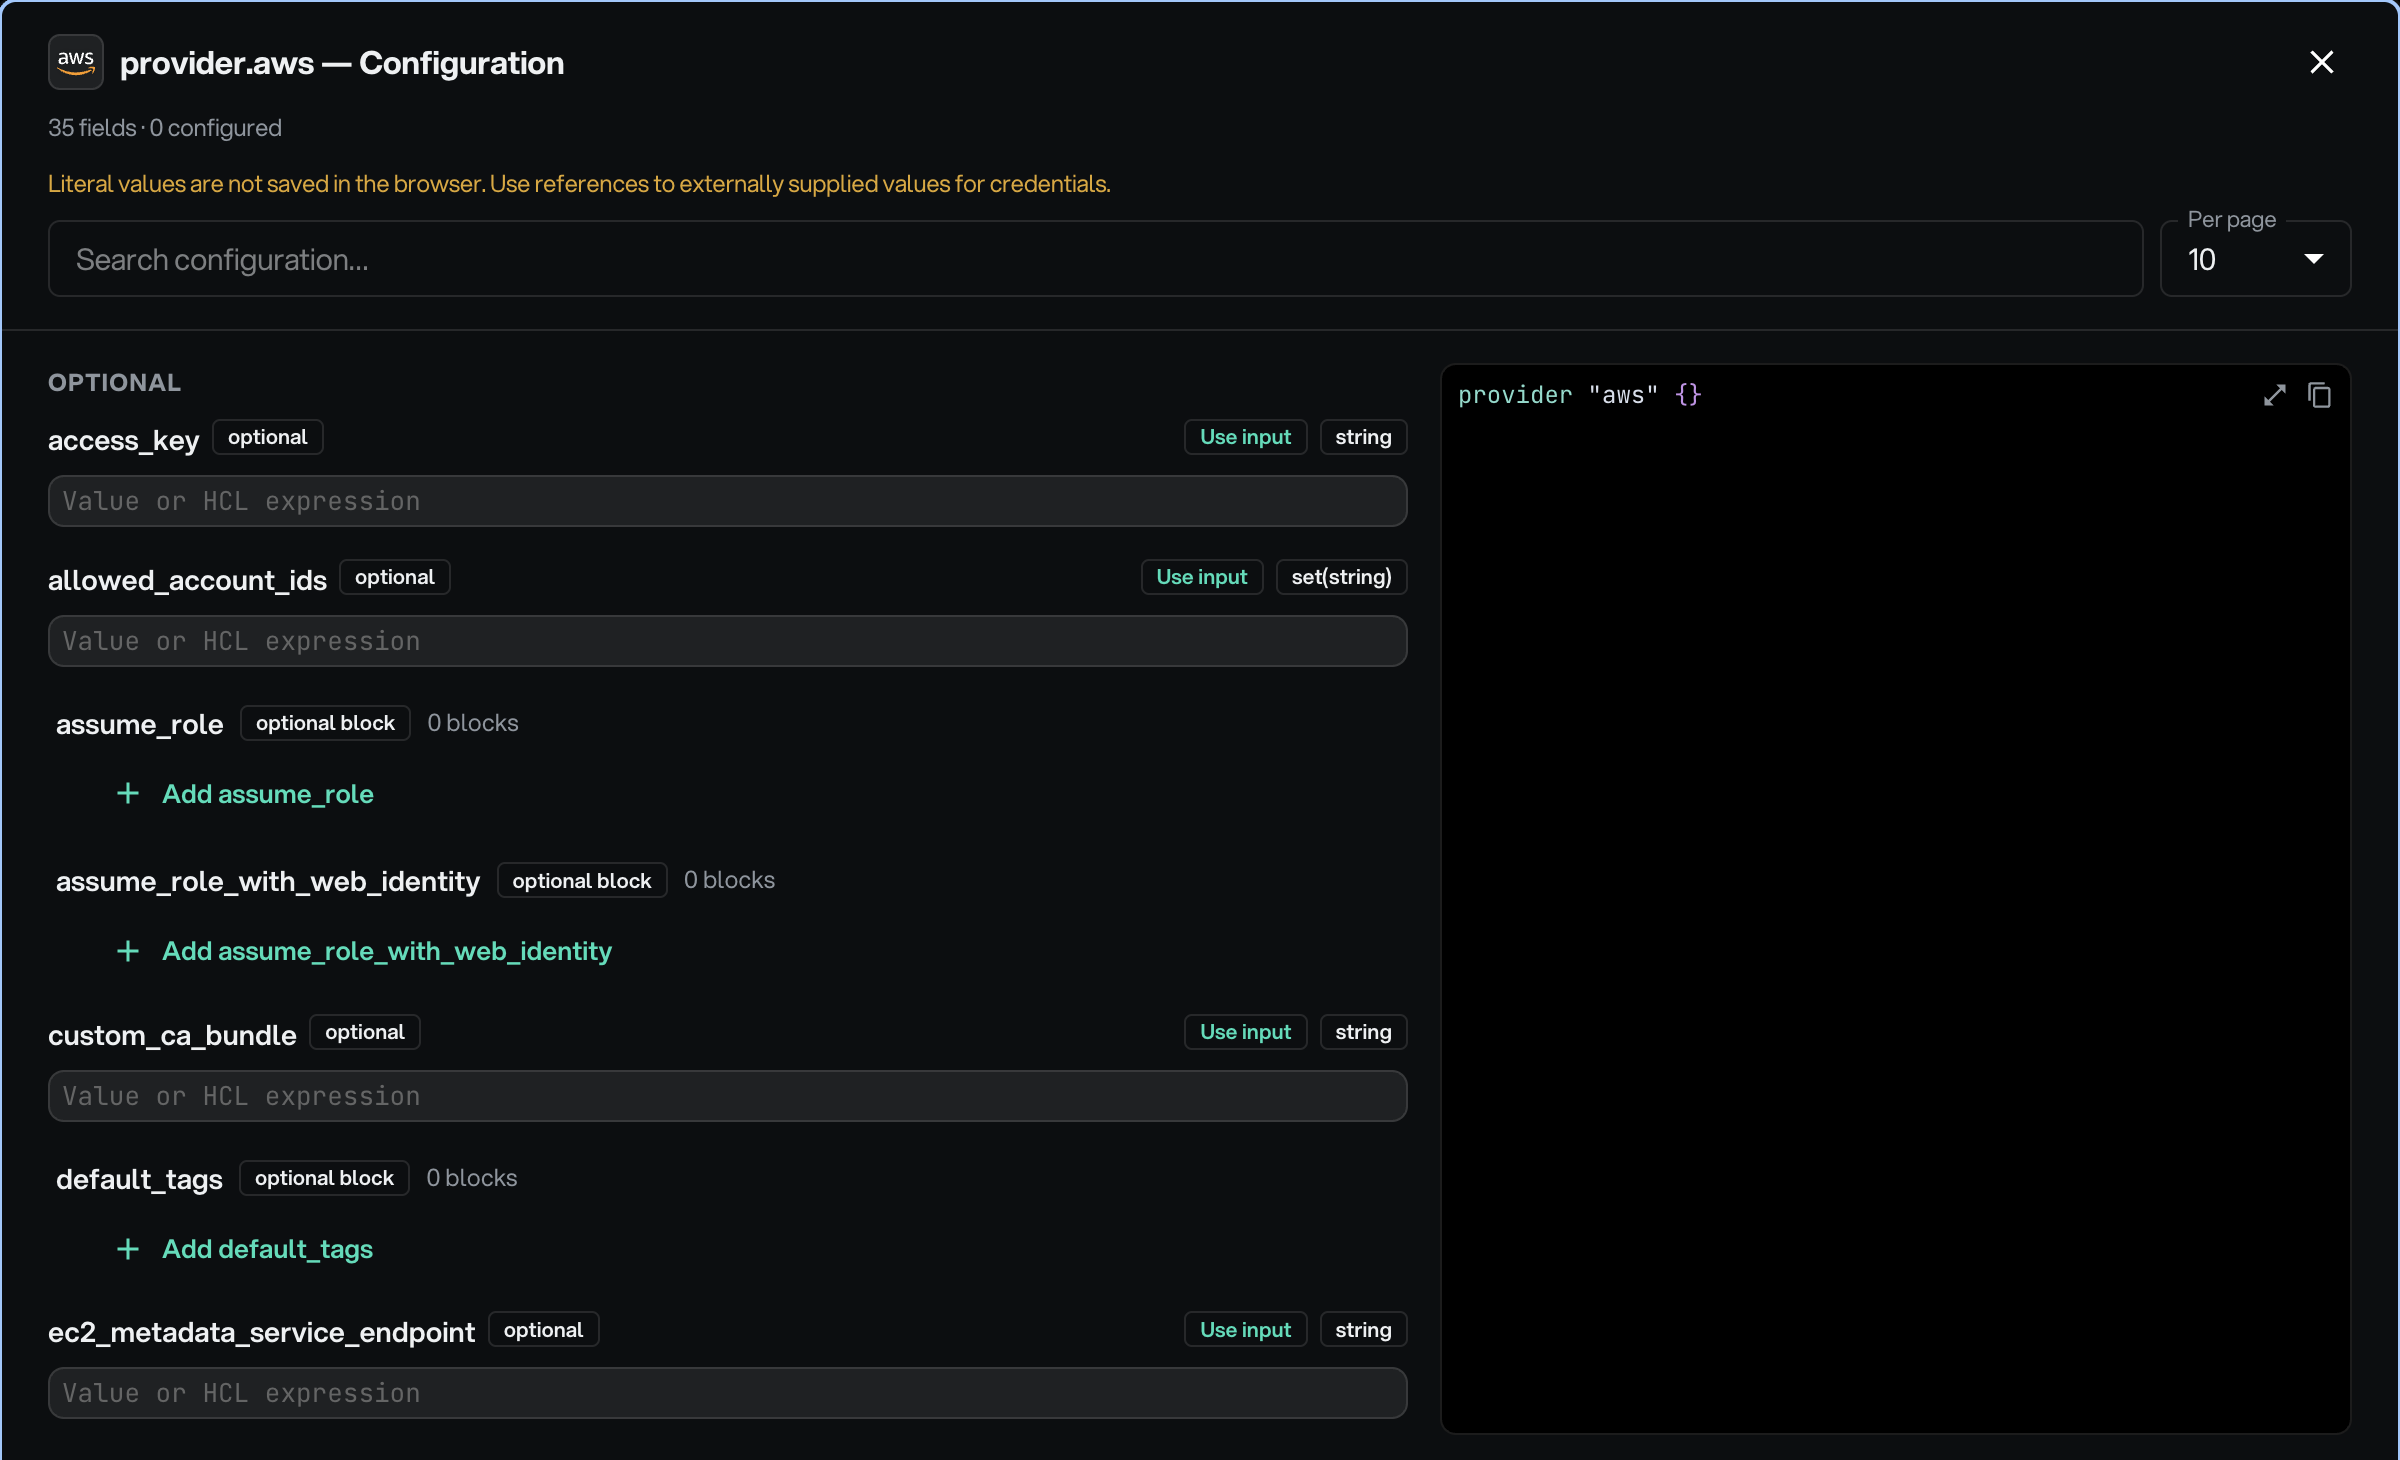 aws provider.aws — Configuration
35 fields · 0 configured
Literal values are not saved in the browser. Use references to externally supplied values for credentials.
Per page
Search configuration... 10
OPTIONAL
access_key optional Use input string
Value or HCL expression
allowed_account_ids optional Use input set(string)
Value or HCL expression
assume_role optional block 0 blocks
+ Add assume_role
assume_role_with_web_identity optional block 0 blocks
+ Add assume_role_with_web_identity
custom_ca_bundle optional Use input string
Value or HCL expression
default_tags optional block 0 blocks
+ Add default_tags
ec2_metadata_service_endpoint optional Use input string
Value or HCL expression
provider "aws" {}